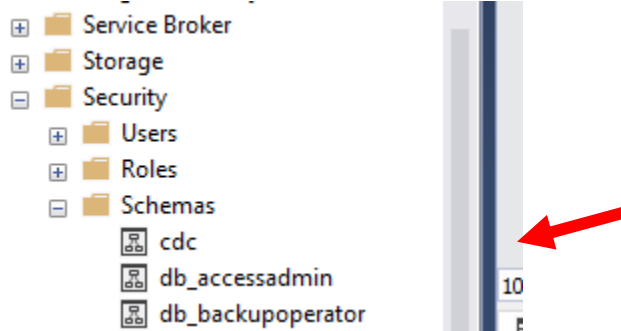 Service Broker
Storage
Security
Users
Roles
Schemas
cdc
db_accessadmin
10
db_backupoperator